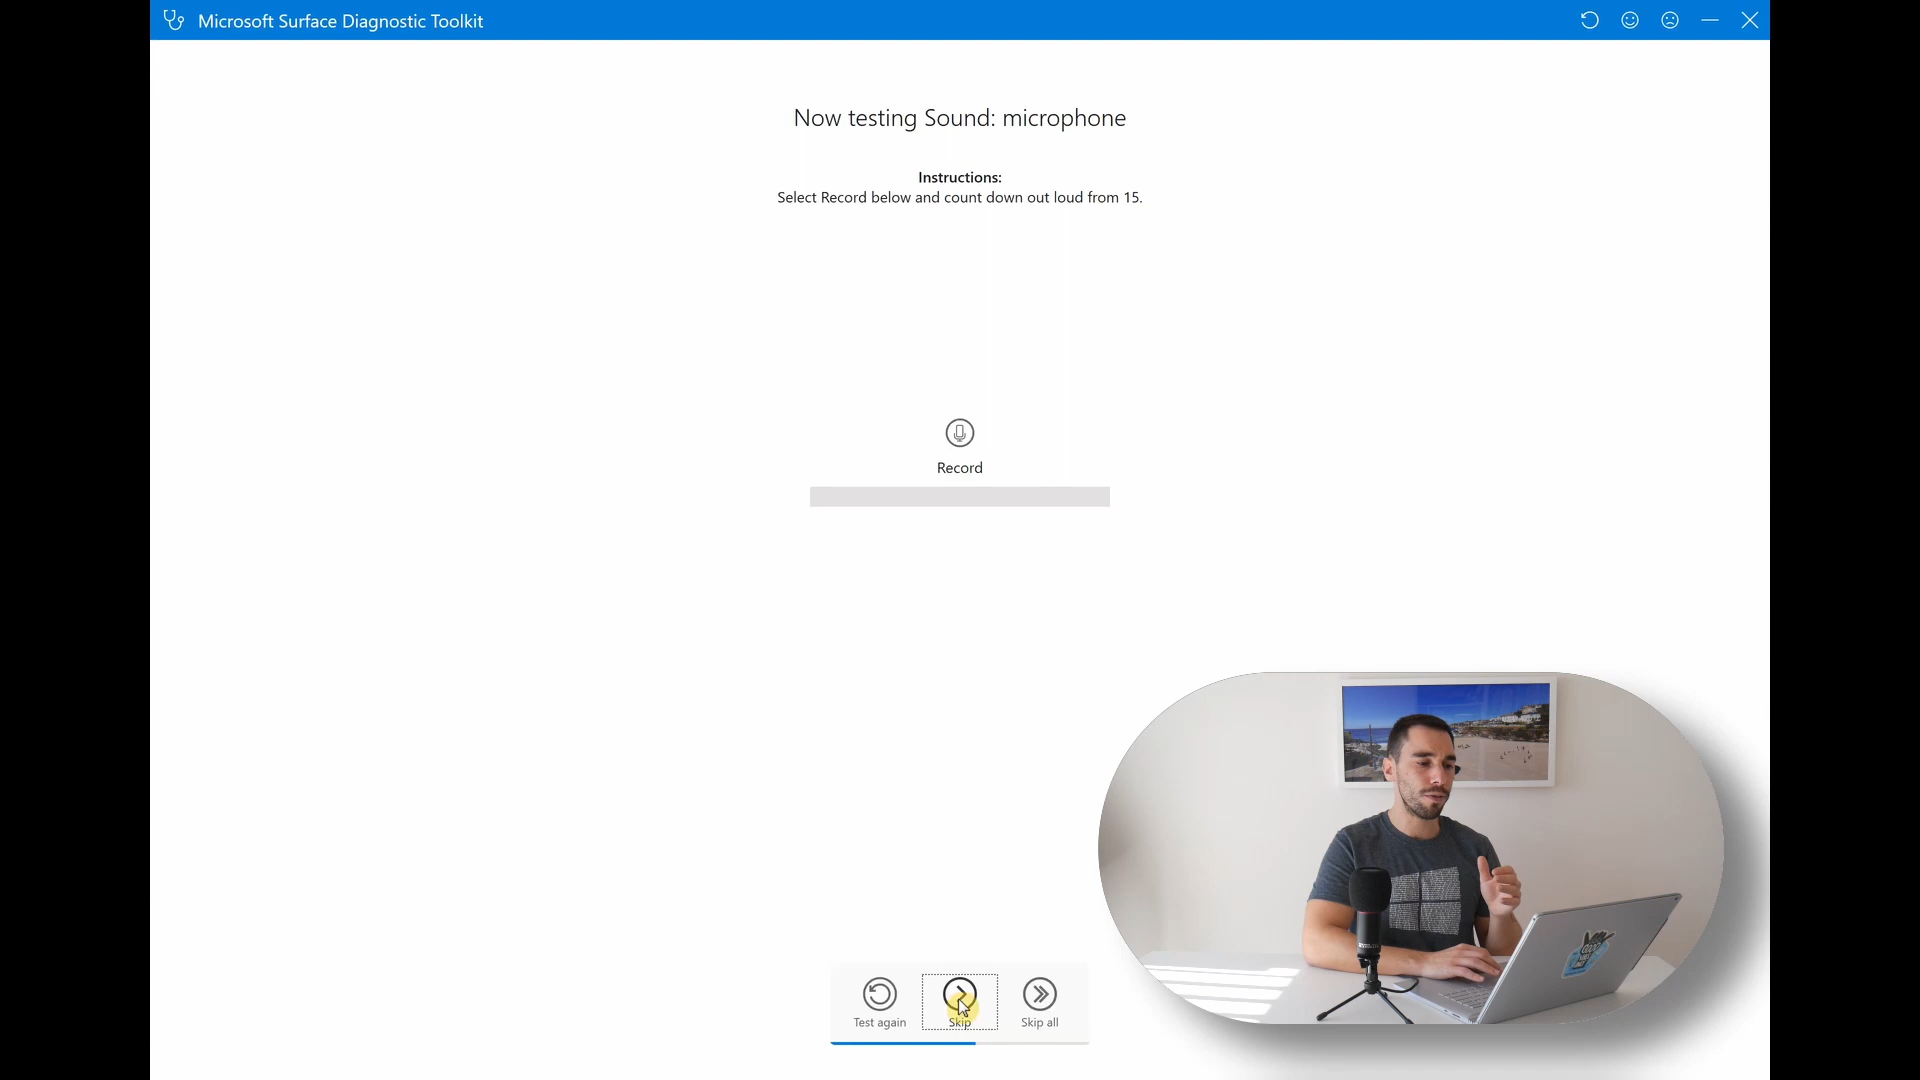 Microsoft Surface Diagnostic Toolkit
Now testing Sound: microphone
Instructions:
Select Record below and count down out loud from 15.
Record
Test again
Skip
Skip all